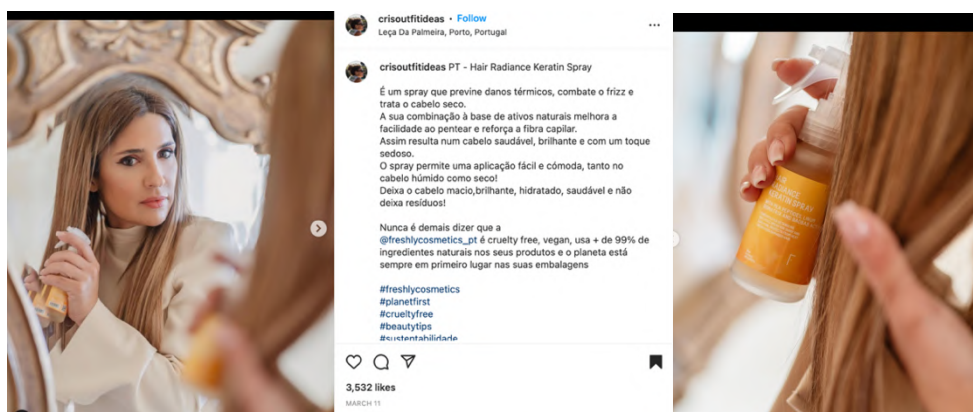 crisoutfitideas • Follow
Leça Da Palmeira, Porto, Portugal
crisoutfitideas PT - Hair Radiance Keratin Spray
É um spray que previne danos térmicos, combate o frizz e
trata o cabelo seco.
A sua combinação à base de ativos naturais melhora a
facilidade ao pentear e reforça a fibra capilar.
Assim resulta num cabelo saudável, brilhante e com um toque
sedoso.
O spray permite uma aplicação fácil e cómoda, tanto no
cabelo húmido como seco!
Deixa o cabelo macio,brilhante, hidratado, saudável e não
deixa resíduos!
Nunca é demais dizer que a
@freshlycosmetics_pt é cruelty free, vegan, usa + de 99% de
ingredientes naturais nos seus produtos e o planeta está
sempre em primeiro lugar nas suas embalagens
#freshlycosmetics
#planetfirst
#crueltyfree
#beautytips
#sustentabilidade
3,532 likes
MARCH 11
RADIANCE
KERATIN SPRAY